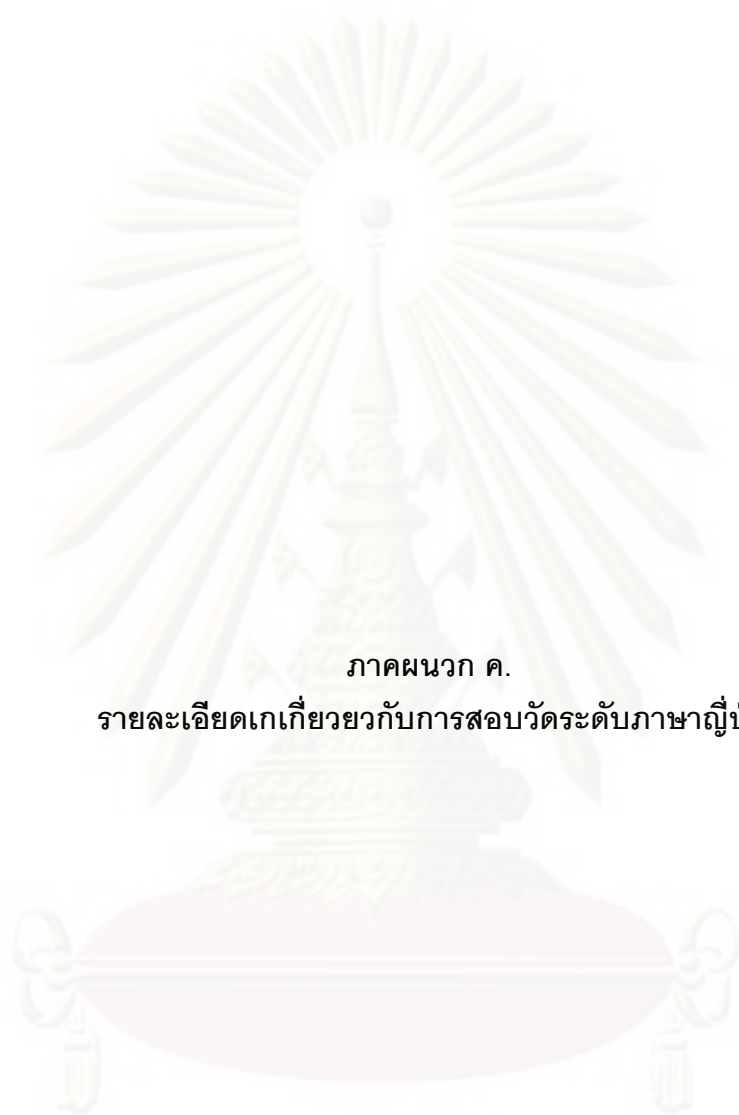 ภาคผนวก ค.
รายละเอียดเกเกี่ยวยวกับการสอบวัดระดับภาษาญี่